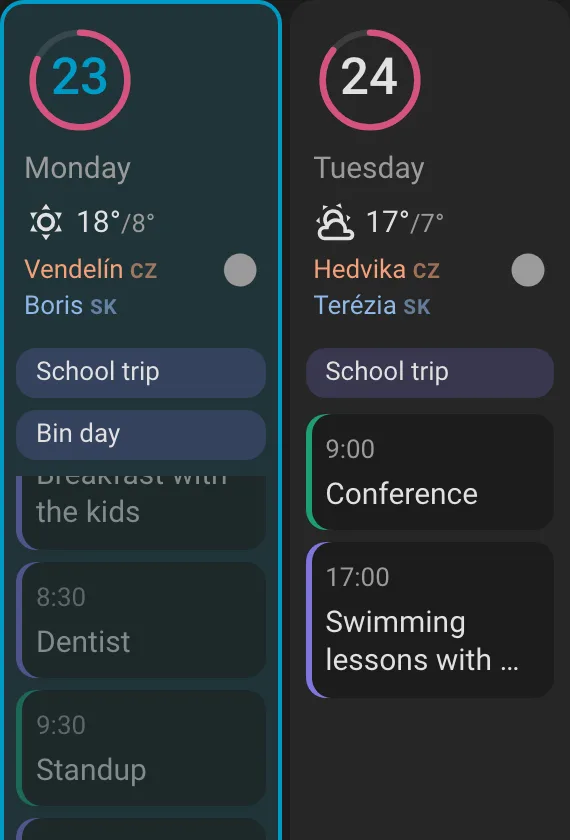 23
Monday
18°/8°
Vendelín CZ
Boris SK
School trip
Bin day
Breakfast with
the kids
8:30
Dentist
9:30
Standup
24
Tuesday
17°/7°
Hedvika CZ
Terézia SK
School trip
9:00
Conference
17:00
Swimming
lessons with ...